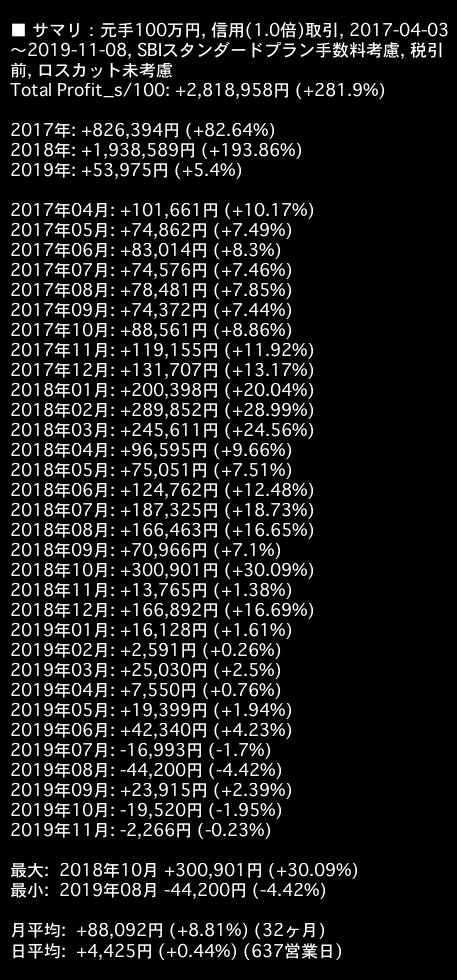 ■ サマリ：元手100万円, 信用(1.0倍)取引, 2017-04-03
～2019-11-08, SBIスタンダードプラン手数料考慮, 税引
前, ロスカット未考慮
Total Profit_s/100: +2,818,958円 (+281.9%)
2017年: +826,394円 (+82.64%)
2018年: +1,938,589円 (+193.86%)
2019年: +53,975円 (+5.4%)
2017年04月: +101,661円 (+10.17%)
2017年05月: +74,862円 (+7.49%)
2017年06月: +83,014円 (+8.3%)
2017年07月: +74,576円 (+7.46%)
2017年08月: +78,481円 (+7.85%)
2017年09月: +74,372円 (+7.44%)
2017年10月: +88,561円 (+8.86%)
2017年11月: +119,155円 (+11.92%)
2017年12月: +131,707円 (+13.17%)
2018年01月: +200,398円 (+20.04%)
2018年02月: +289,852円 (+28.99%)
2018年03月: +245,611円 (+24.56%)
2018年04月: +96,595円 (+9.66%)
2018年05月: +75,051円 (+7.51%)
2018年06月: +124,762円 (+12.48%)
2018年07月: +187,325円 (+18.73%)
2018年08月: +166,463円 (+16.65%)
2018年09月: +70,966円 (+7.1%)
2018年10月: +300,901円 (+30.09%)
2018年11月: +13,765円 (+1.38%)
2018年12月: +166,892円 (+16.69%)
2019年01月: +16,128円 (+1.61%)
2019年02月: +2,591円 (+0.26%)
2019年03月: +25,030円 (+2.5%)
2019年04月: +7,550円 (+0.76%)
2019年05月: +19,399円 (+1.94%)
2019年06月: +42,340円 (+4.23%)
2019年07月: -16,993円 (-1.7%)
2019年08月: -44,200円 (-4.42%)
2019年09月: +23,915円 (+2.39%)
2019年10月: -19,520円 (-1.95%)
2019年11月: -2,266円 (-0.23%)
最大: 2018年10月 +300,901円 (+30.09%)
最小: 2019年08月 -44,200円 (-4.42%)
月平均: +88,092円 (+8.81%) (32ヶ月)
日平均: +4,425円 (+0.44%) (637営業日)